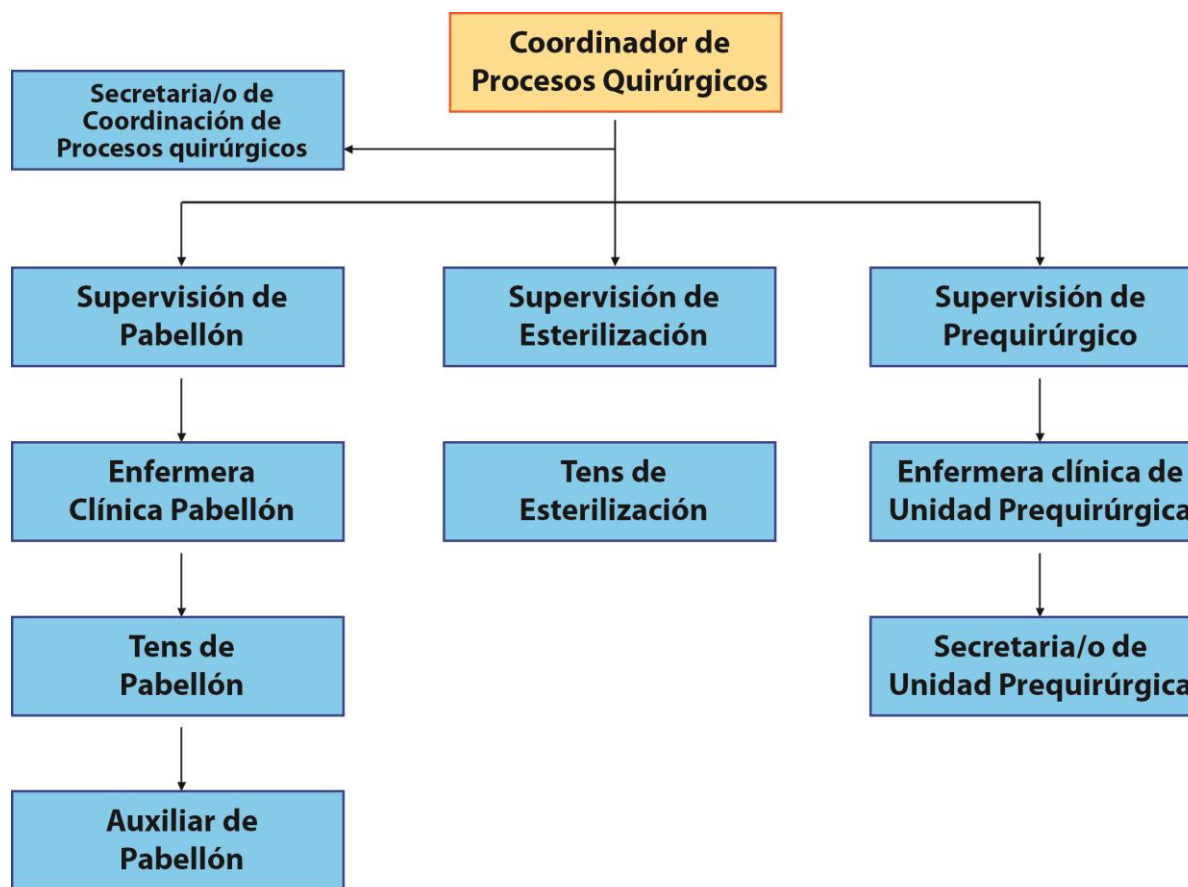 Coordinador de
Procesos Quirúrgicos
Secretaria/o de
Coordinación de
Procesos quirúrgicos
Supervisión de
Pabellón
Supervisión de
Esterilización
Supervisión de
Prequirúrgico
Enfermera
Clínica Pabellón
Tens de
Esterilización
Enfermera clínica de
Unidad Prequirúrgica
Tens de
Pabellón
Secretaria/o de
Unidad Prequirúrgica
Auxiliar de
Pabellón